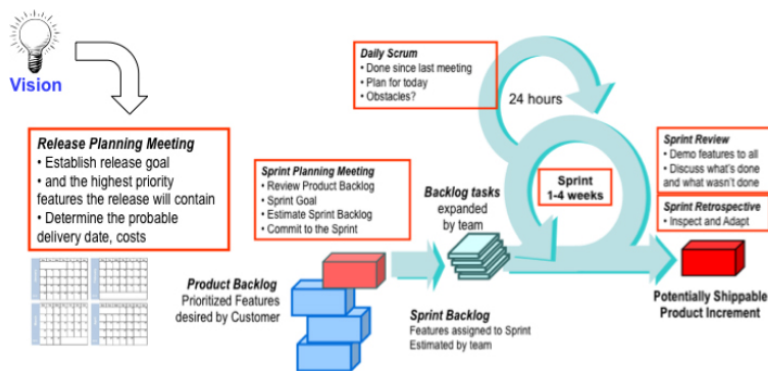 Vision
Release Planning Meeting
• Establish release goal
• and the highest priority
features the release will contain
• Determine the probable
delivery date, costs
Product Backlog
Prioritized Features
desired by Customer
Sprint Planning Meeting
• Review Product Backlog
• Sprint Goal
• Estimate Sprint Backlog
• Commit to the Sprint
Daily Scrum
• Done since last meeting
• Plan for today
• Obstacles?
24 hours
Backlog tasks
expanded
by team
Sprint Backlog
Features assigned to Sprint
Estimated by team
Sprint
1-4 weeks
Sprint Review
• Demo features to all
• Discuss what's done
and what wasn't done
Sprint Retrospective
• Inspect and Adapt
Potentially Shippable
Product Increment